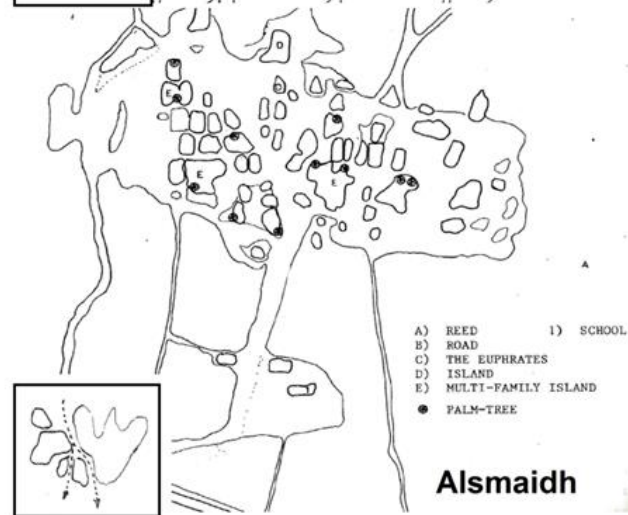 E
E
E
A
A) REED 1) SCHOOL
B) ROAD
C) THE EUPHRATES
D) ISLAND
E) MULTI-FAMILY ISLAND
PALM-TREE
Alsmaidh